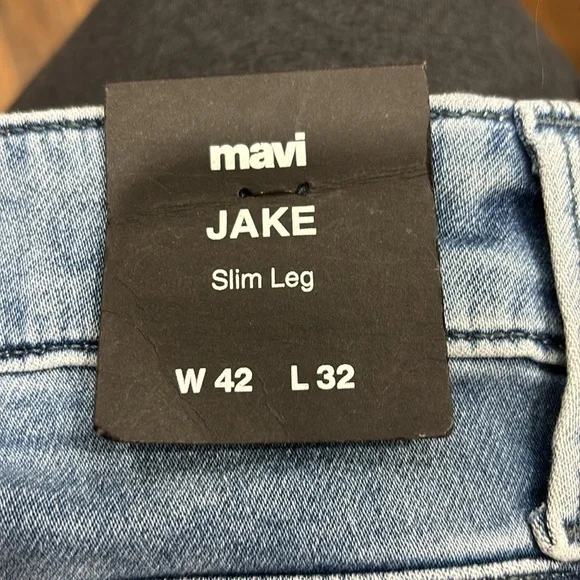 mavi
JAKE
Slim Leg
W 42 L 32